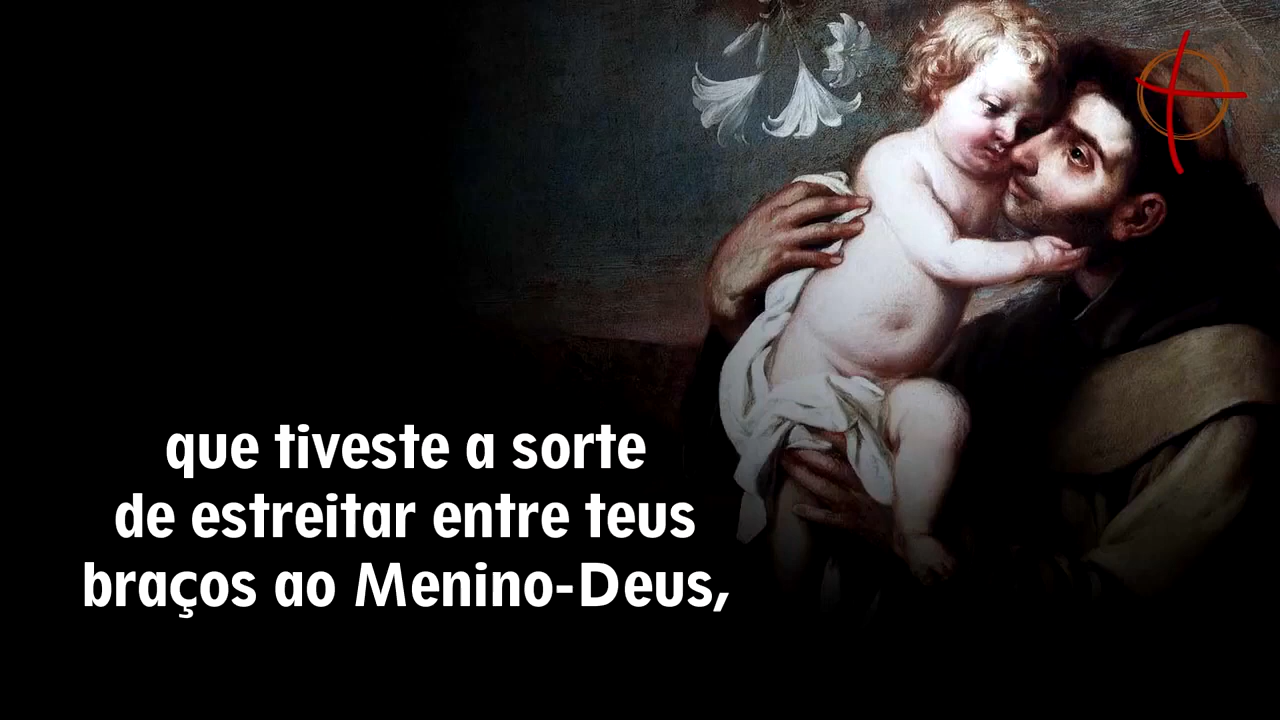 que tiveste a sorte
de estreitar entre teus
braços ao Menino-Deus,